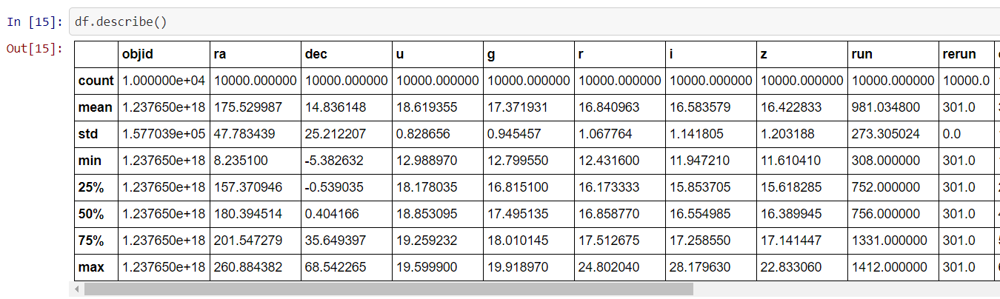 In [15]: df.describe()
Out[15]:
objid ra dec u g r i z run rerun
count 1.000000e+04 10000.000000 10000.000000 10000.000000 10000.000000 10000.000000 10000.000000 10000.000000 10000.000000 10000.0
mean 1.237650e+18 175.529987 14.836148 18.619355 17.371931 16.840963 16.583579 16.422833 981.034800 301.0
std 1.577039e+05 47.783439 25.212207 0.828656 0.945457 1.067764 1.141805 1.203188 273.305024 0.0
min 1.237650e+18 8.235100 -5.382632 12.988970 12.799550 12.431600 11.947210 11.610410 308.000000 301.0
25% 1.237650e+18 157.370946 -0.539035 18.178035 16.815100 16.173333 15.853705 15.618285 752.000000 301.0
50% 1.237650e+18 180.394514 0.404166 18.853095 17.495135 16.858770 16.554985 16.389945 756.000000 301.0
75% 1.237650e+18 201.547279 35.649397 19.259232 18.010145 17.512675 17.258550 17.141447 1331.000000 301.0
max 1.237650e+18 260.884382 68.542265 19.599900 19.918970 24.802040 28.179630 22.833060 1412.000000 301.0